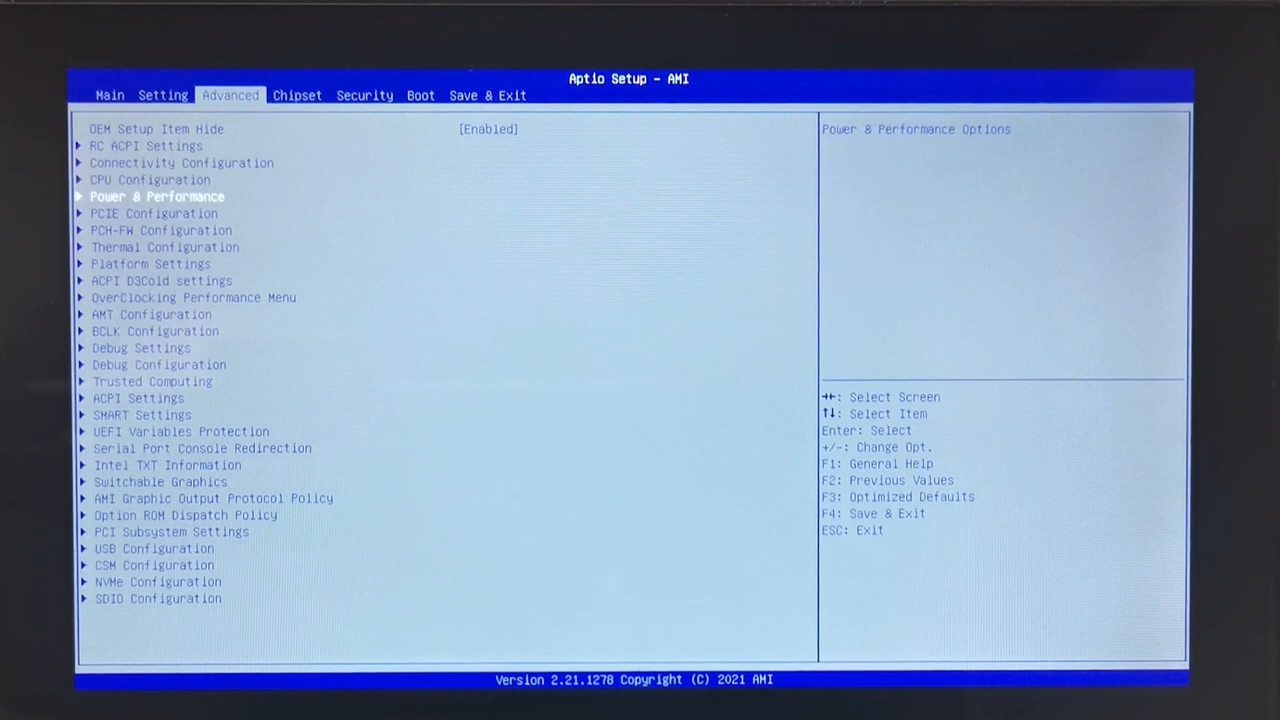 Aptio Setup - AMI
Main Setting Advanced Chipset Security Boot Save & Exit
OEM Setup Item Hide [Enabled]
RC ACPI Settings
Connectivity Configuration
CPU Configuration
Power & Performance
PCIE Configuration
PCH-FW Configuration
Thermal Configuration
Platform Settings
ACPI D3Cold settings
OverClocking Performance Menu
AMT Configuration
BCLK Configuration
Debug Settings
Debug Configuration
Trusted Computing
ACPI Settings
SMART Settings
UEFI Variables Protection
Serial Port Console Redirection
Intel TXT Information
Switchable Graphics
AMI Graphic Output Protocol Policy
Option ROM Dispatch Policy
PCI Subsystem Settings
USB Configuration
CSM Configuration
NVMe Configuration
SDIO Configuration
Power & Performance Options
→←: Select Screen
↑↓: Select Item
Enter: Select
+/-: Change Opt.
F1: General Help
F2: Previous Values
F3: Optimized Defaults
F4: Save & Exit
ESC: Exit
Version 2.21.1278 Copyright (C) 2021 AMI